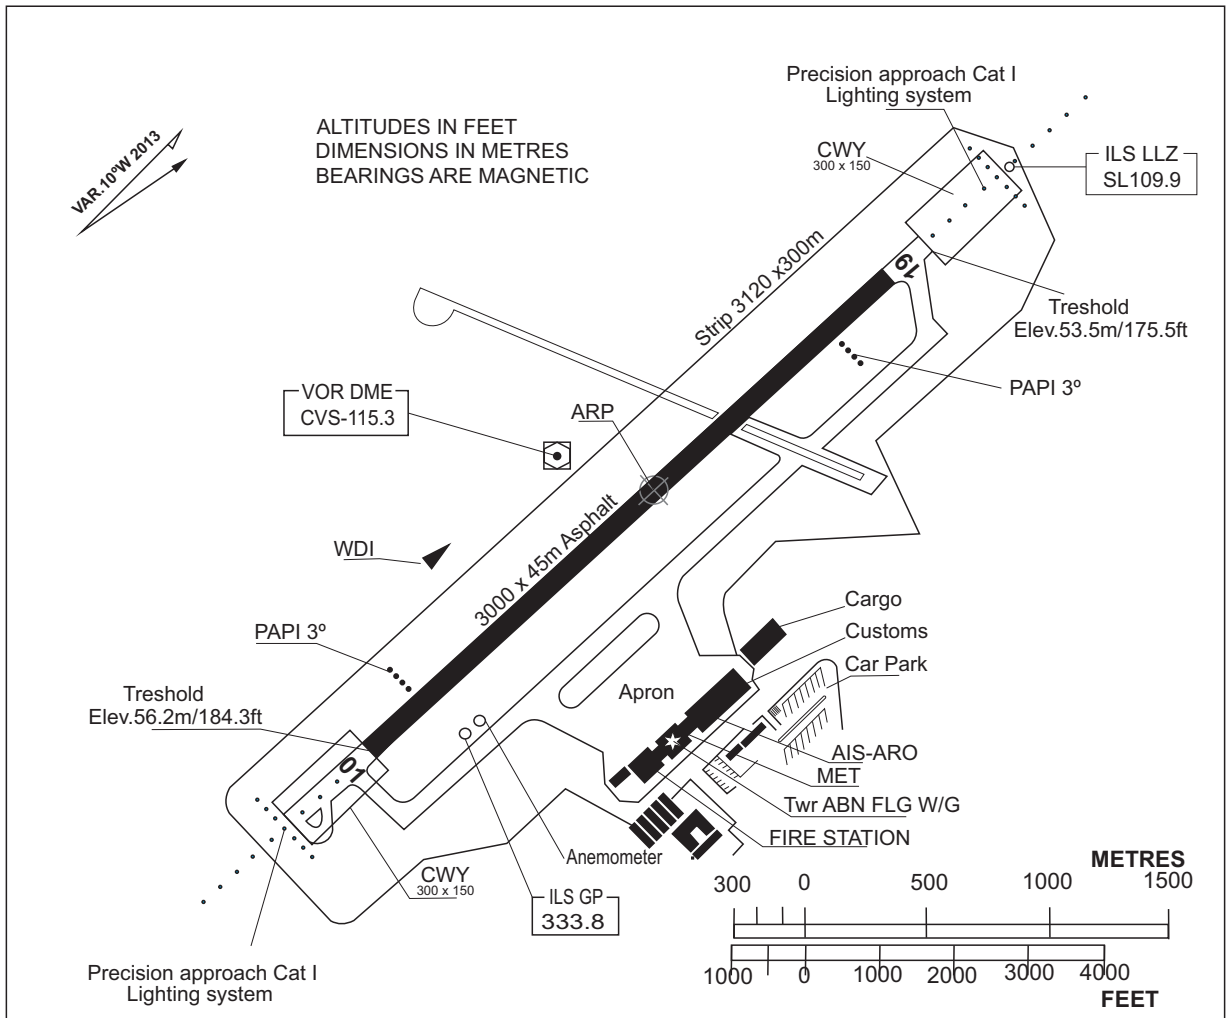 Precision approach Cat I
Lighting system
ALTITUDES IN FEET
DIMENSIONS IN METRES
BEARINGS ARE MAGNETIC
VAR.10ºW 2013
CWY
300 x 150
ILS LLZ
SL109.9
19
Strip 3120 x300m
Treshold
Elev.53.5m/175.5ft
PAPI 3º
VOR DME
CVS-115.3
ARP
3000 x 45m Asphalt
WDI
Cargo
PAPI 3º
Customs
Car Park
Treshold
Elev.56.2m/184.3ft
Apron
01
AIS-ARO
MET
Twr ABN FLG W/G
FIRE STATION
Anemometer
CWY
300 x 150
ILS GP
333.8
METRES
300 0 500 1000 1500
1000 0 1000 2000 3000 4000
FEET
Precision approach Cat I
Lighting system